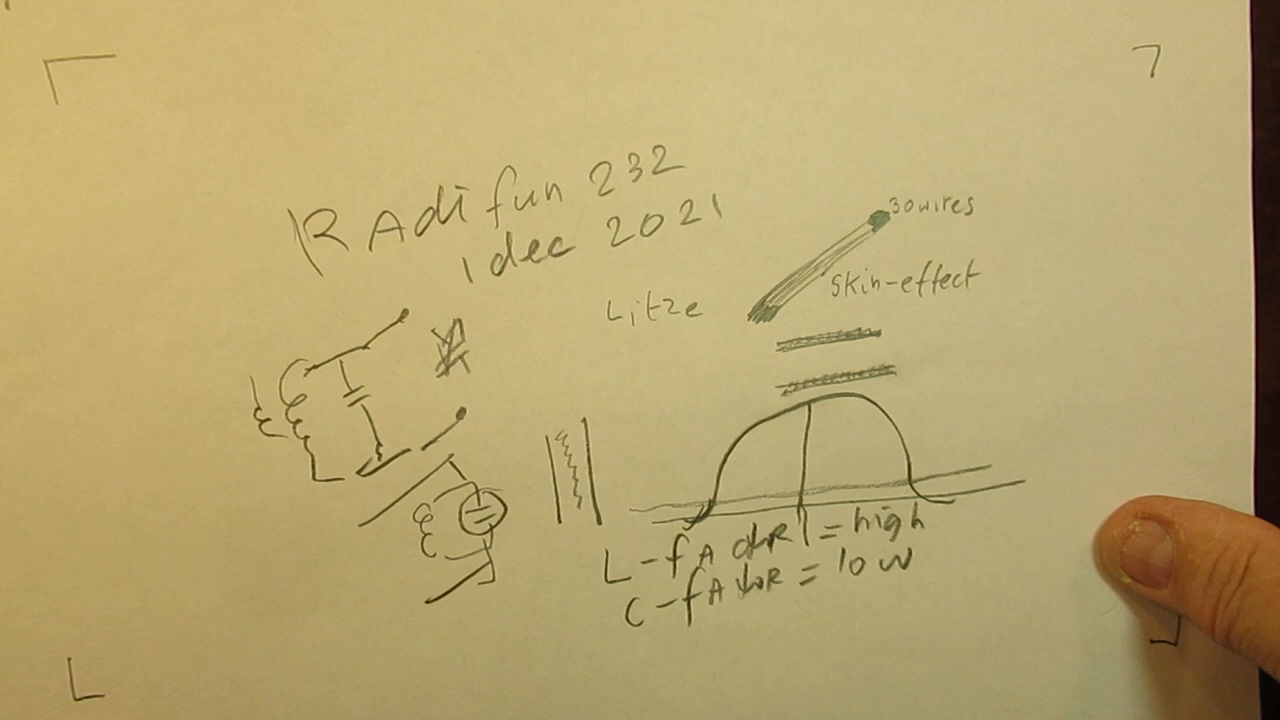 RAdi fun 232
1 dec 2021
30wires
Skin-effect
Litze
L-fActoR = high
C-fActoR = low